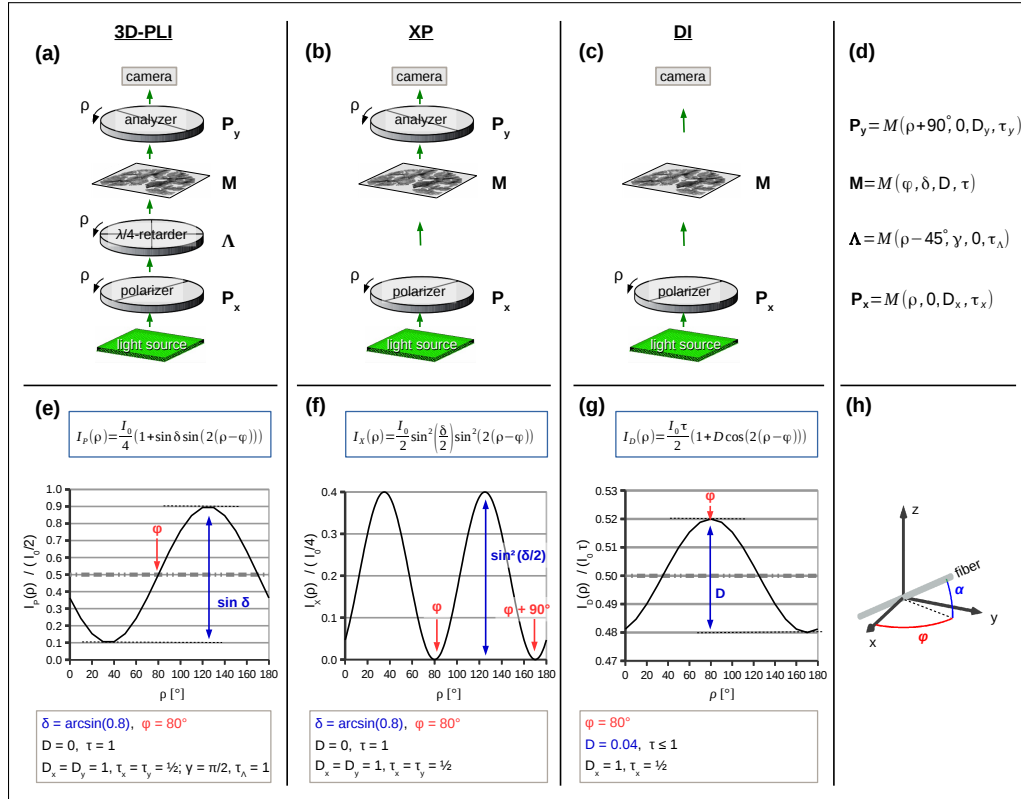 3D-PLI
XP
DI
(a)
camera
ρ
analyzer
P_y
M
ρ
λ/4-retarder
Λ
ρ
polarizer
P_x
light source
(b)
camera
ρ
analyzer
P_y
M
ρ
polarizer
P_x
light source
(c)
camera
M
ρ
polarizer
P_x
light source
(d)
P_y=M(ρ+90°,0,D_y,τ_y)
M=M(φ,δ,D,τ)
Λ=M(ρ−45°,γ,0,τ_Λ)
P_x=M(ρ,0,D_x,τ_x)
(e)
I_P(ρ)=I_0/4(1+sin δ sin(2(ρ−φ)))
I_P(ρ) / (I_0/2)
1.0
0.9
0.8
0.7
0.6
0.5
0.4
0.3
0.2
0.1
0.0
φ
sin δ
0 20 40 60 80 100 120 140 160 180
ρ [°]
δ = arcsin(0.8), φ = 80°
D = 0, τ = 1
D_x = D_y = 1, τ_x = τ_y = ½; γ = π/2, τ_Λ = 1
(f)
I_X(ρ)=I_0/2 sin²(δ/2)sin²(2(ρ−φ))
I_X(ρ) / (I_0/4)
0.4
0.3
0.2
0.1
0.0
sin²(δ/2)
φ
φ + 90°
0 20 40 60 80 100 120 140 160 180
ρ [°]
δ = arcsin(0.8), φ = 80°
D = 0, τ = 1
D_x = D_y = 1, τ_x = τ_y = ½
(g)
I_D(ρ)=I_0 τ/2(1+D cos(2(ρ−φ)))
I_D(ρ) / (I_0 τ)
0.53
0.52
0.51
0.50
0.49
0.48
0.47
φ
D
0 20 40 60 80 100 120 140 160 180
ρ [°]
φ = 80°
D = 0.04, τ ≤ 1
D_x = 1, τ_x = ½
(h)
z
fiber
α
y
x
φ